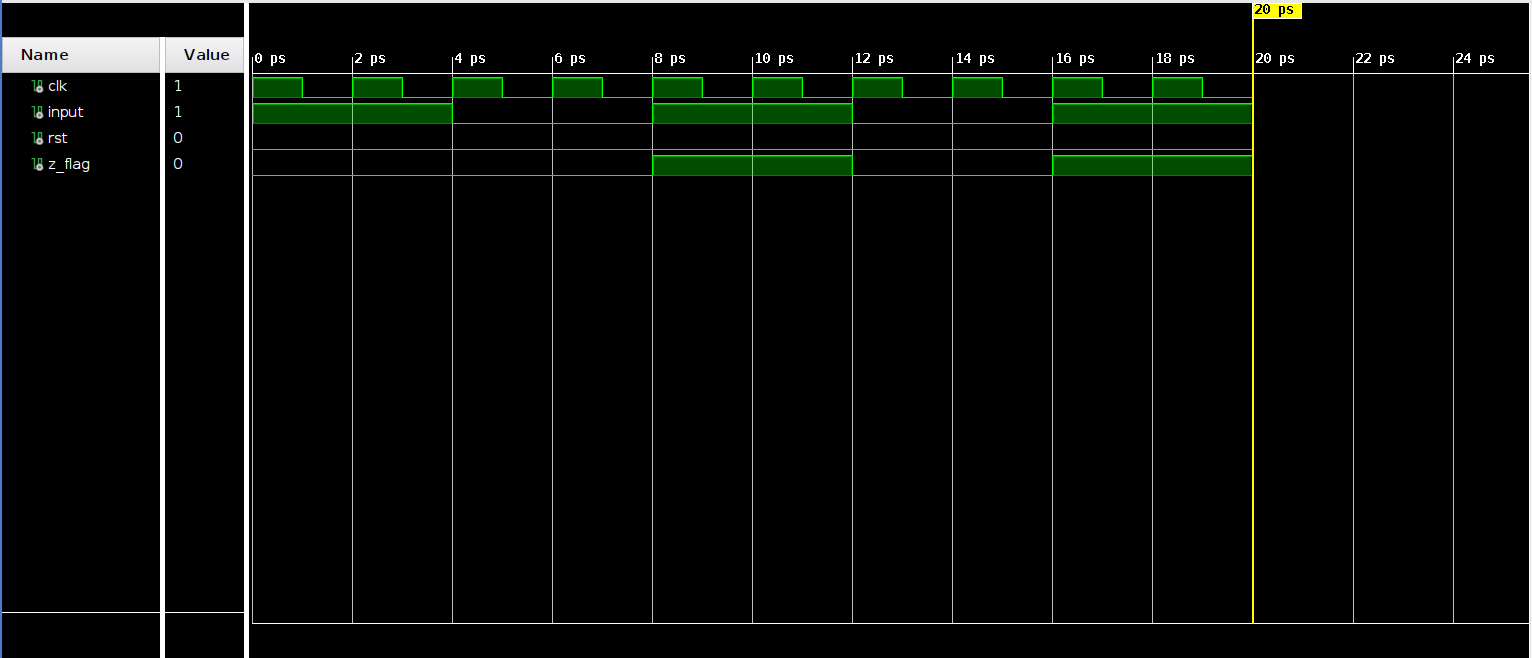 20 ps
Name Value
0 ps 2 ps 4 ps 6 ps 8 ps 10 ps 12 ps 14 ps 16 ps 18 ps 20 ps 22 ps 24 ps
clk 1
input 1
rst 0
z_flag 0